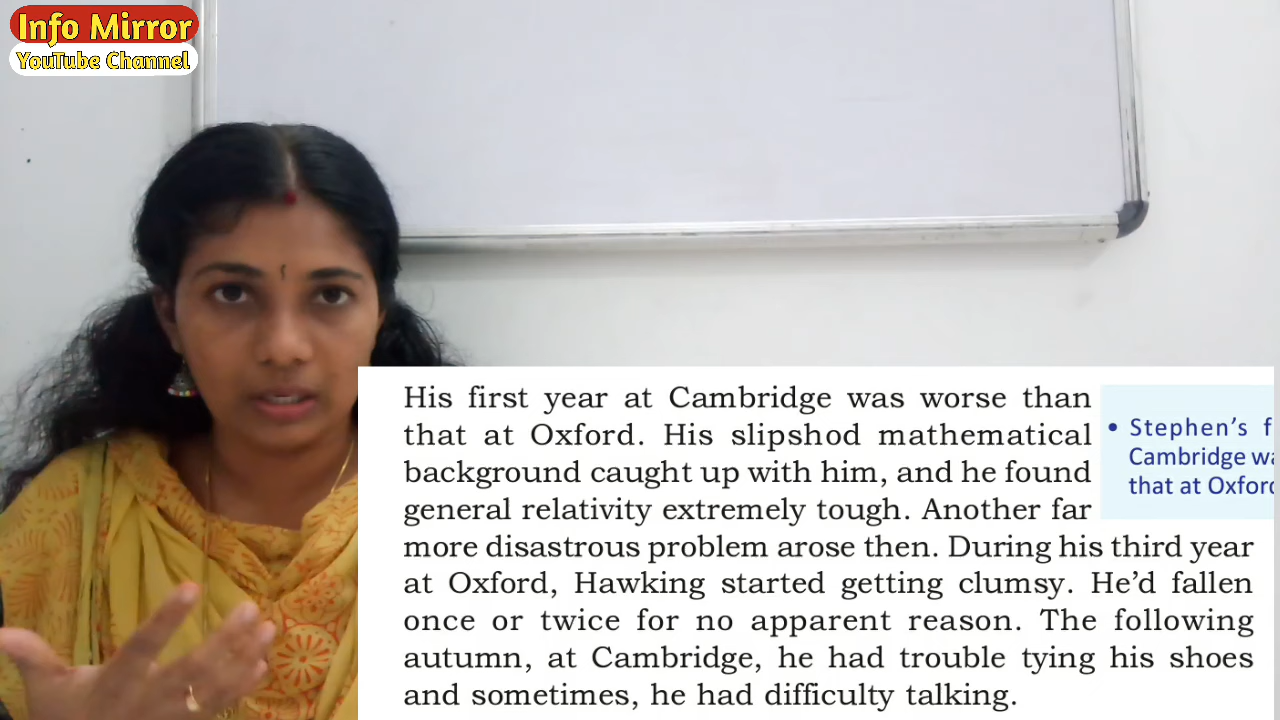 Info Mirror
YouTube Channel
His first year at Cambridge was worse than
that at Oxford. His slipshod mathematical
background caught up with him, and he found
general relativity extremely tough. Another far
more disastrous problem arose then. During his third year
at Oxford, Hawking started getting clumsy. He’d fallen
once or twice for no apparent reason. The following
autumn, at Cambridge, he had trouble tying his shoes
and sometimes, he had difficulty talking.
• Stephen’s
Cambridge
that at